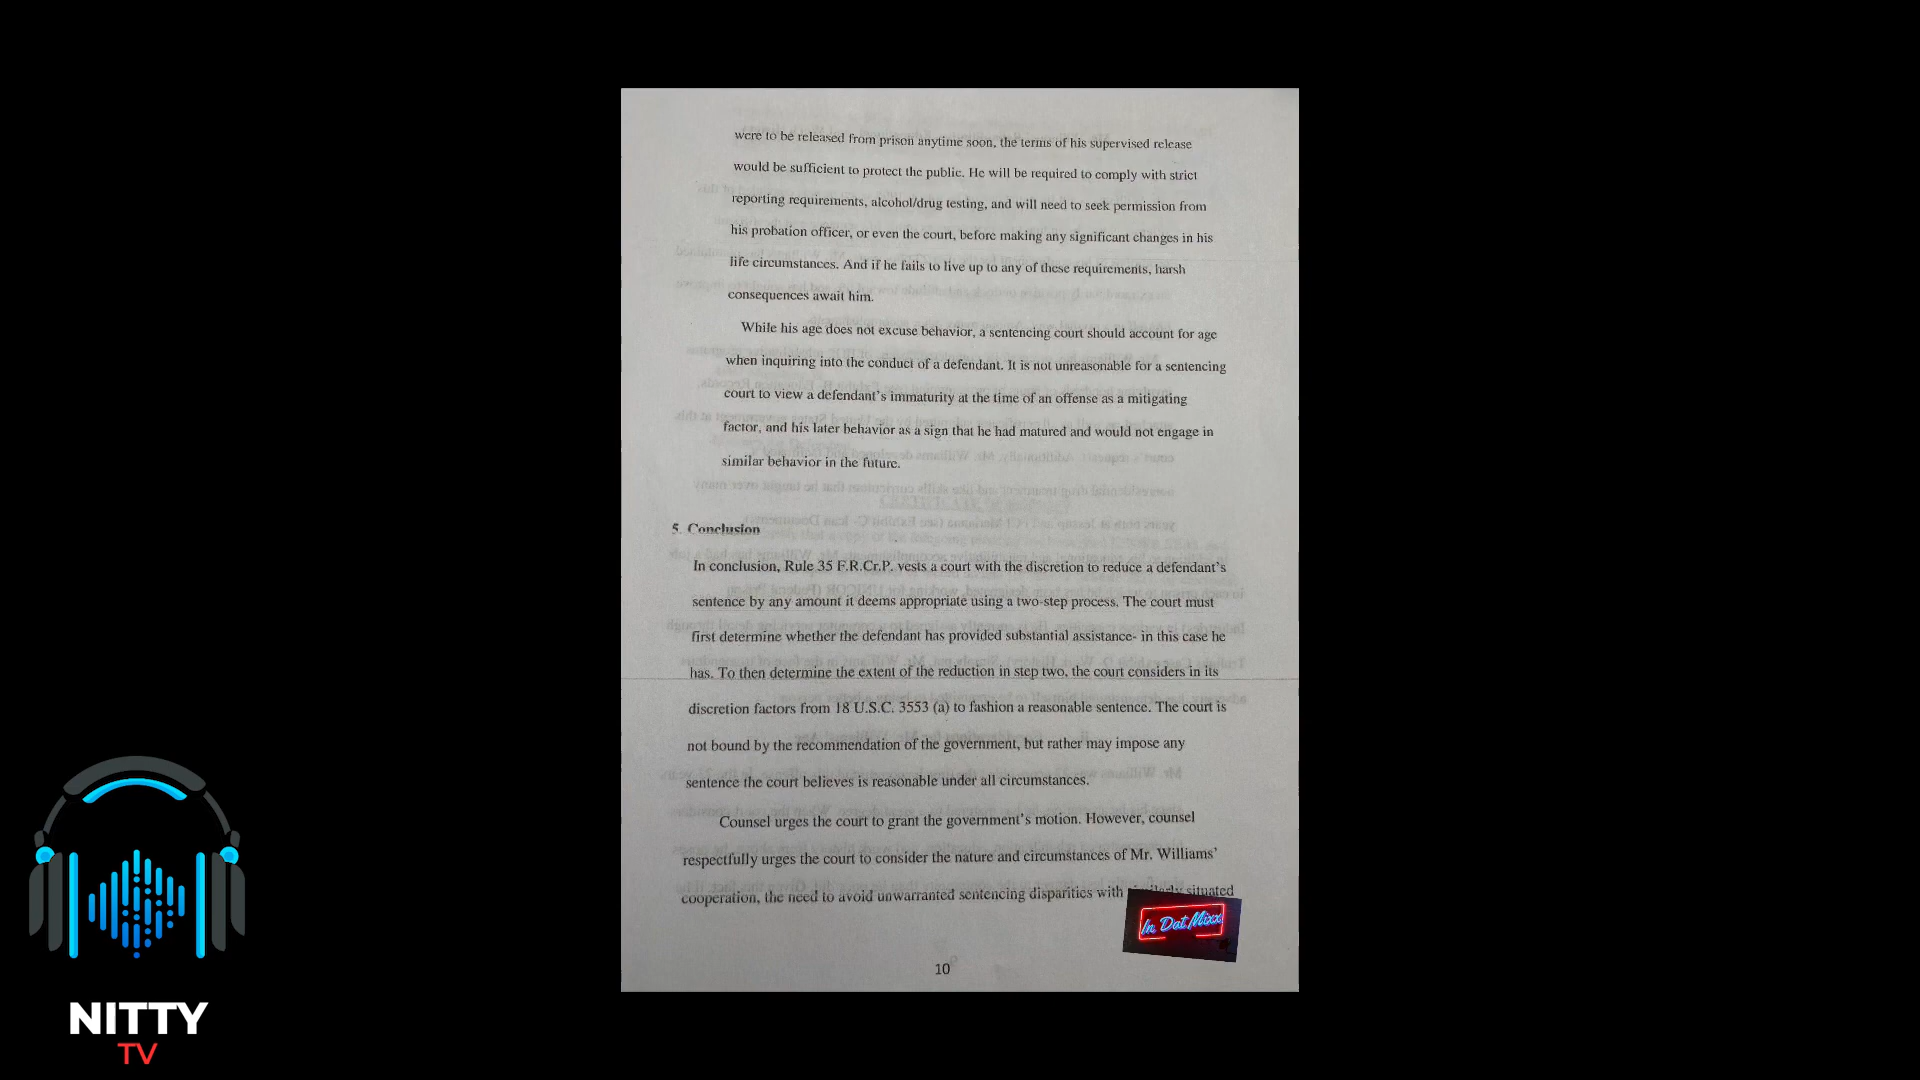 were to be released from prison anytime soon, the terms of his supervised release
would be sufficient to protect the public. He will be required to comply with strict
reporting requirements, alcohol/drug testing, and will need to seek permission from
his probation officer, or even the court, before making any significant changes in his
life circumstances. And if he fails to live up to any of these requirements, harsh
consequences await him.
While his age does not excuse behavior, a sentencing court should account for age
when inquiring into the conduct of a defendant. It is not unreasonable for a sentencing
court to view a defendant's immaturity at the time of an offense as a mitigating
factor, and his later behavior as a sign that he had matured and would not engage in
similar behavior in the future.
5. Conclusion
In conclusion, Rule 35 F.R.Cr.P. vests a court with the discretion to reduce a defendant's
sentence by any amount it deems appropriate using a two-step process. The court must
first determine whether the defendant has provided substantial assistance- in this case he
has. To then determine the extent of the reduction in step two, the court considers in its
discretion factors from 18 U.S.C. 3553 (a) to fashion a reasonable sentence. The court is
not bound by the recommendation of the government, but rather may impose any
sentence the court believes is reasonable under all circumstances.
Counsel urges the court to grant the government's motion. However, counsel
respectfully urges the court to consider the nature and circumstances of Mr. Williams'
cooperation, the need to avoid unwarranted sentencing disparities with situated
In Dat Mixx
10
NITTY
TV